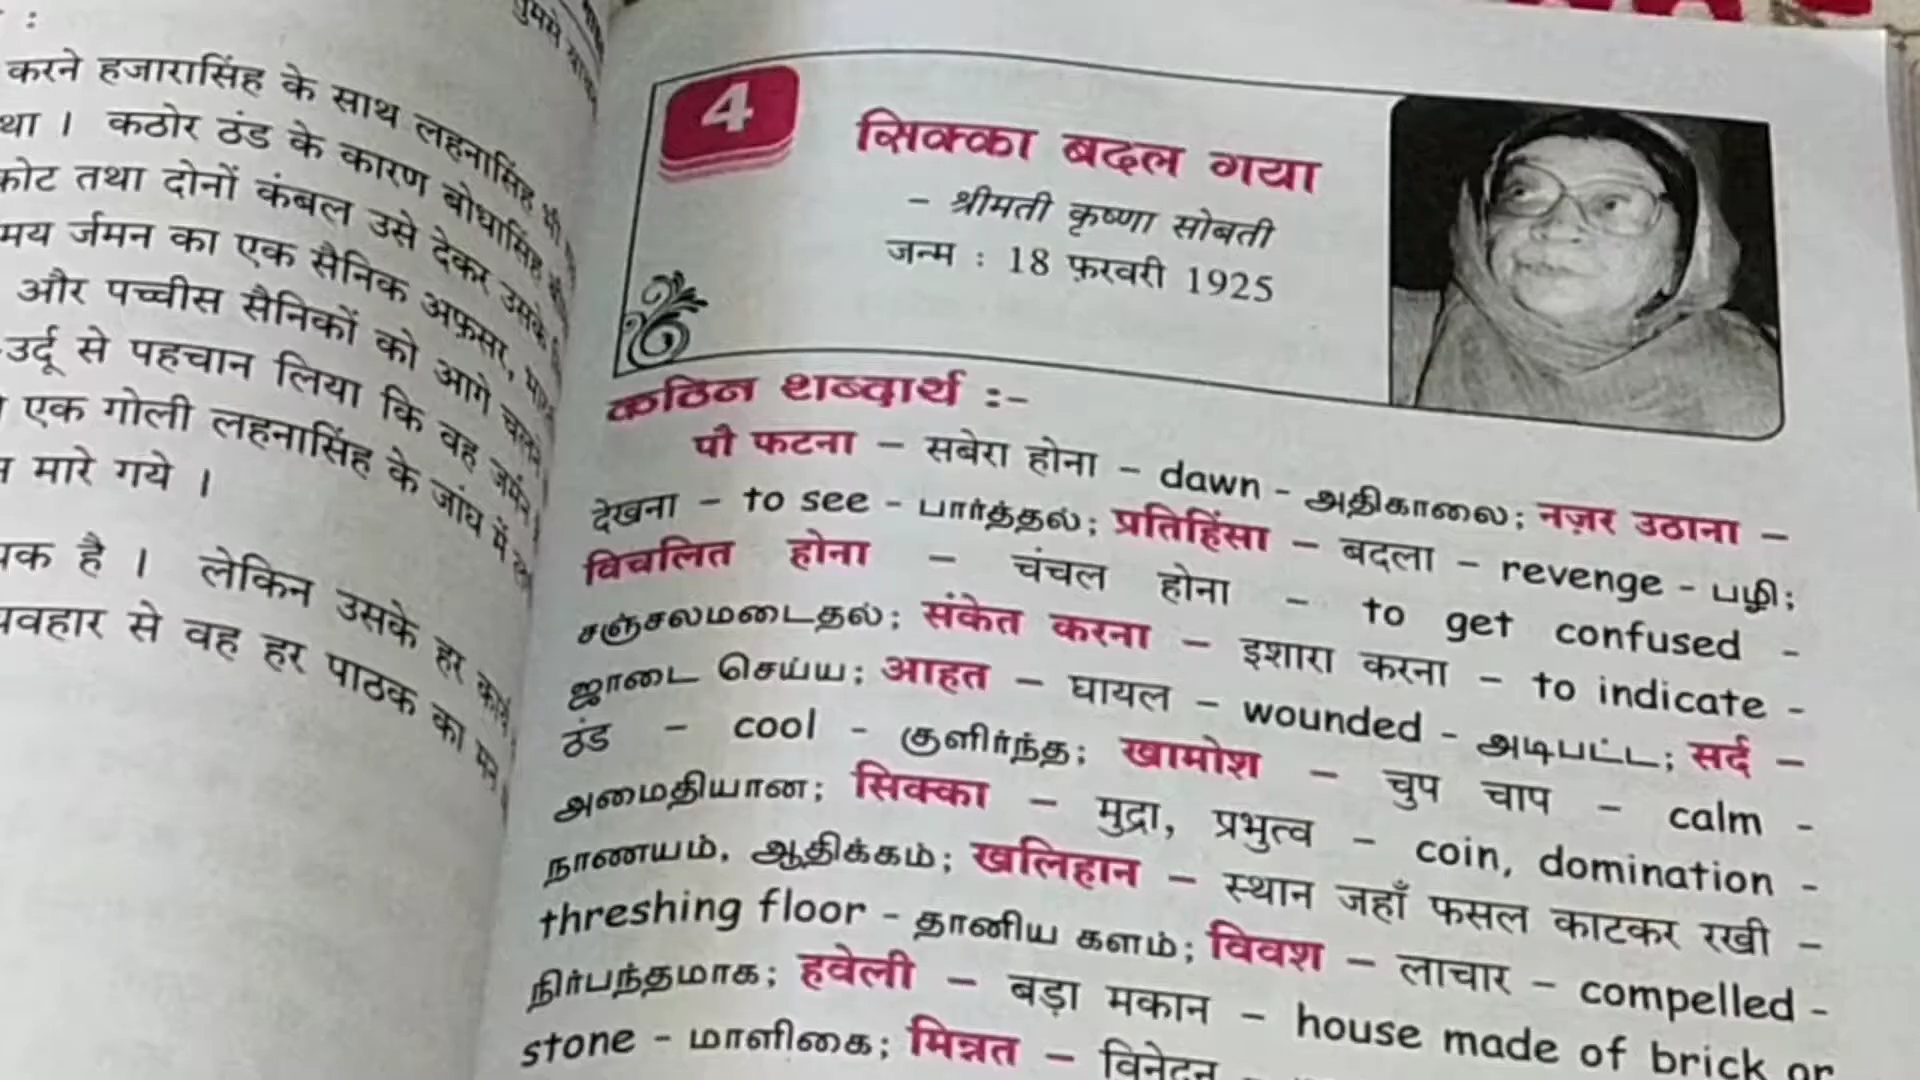 :
करने हजारासिंह के साथ लहनासिंह भी
था । कठोर ठंड के कारण बोधासिंह
कोट तथा दोनों कंबल उसे देकर उसके
मय र्जमन का एक सैनिक अफ़सर,
और पच्चीस सैनिकों को आगे चलने
उर्दू से पहचान लिया कि वह जर्मन
एक गोली लहनासिंह के जांघ में
मारे गये ।
है । लेकिन उसके हर कार्य
से वह हर पाठक का मन
4
सिक्का बदल गया
- श्रीमती कृष्णा सोबती
जन्म : 18 फ़रवरी 1925
कठिन शब्दार्थ :-
पौ फटना – सबेरा होना – dawn - அதிகாலை; नज़र उठाना –
देखना – to see - பார்த்தல்; प्रतिहिंसा – बदला – revenge - பழி;
विचलित होना – चंचल होना – to get confused -
சஞ்சலமடைதல்; संकेत करना – इशारा करना – to indicate -
ஜாடை செய்ய; आहत – घायल – wounded - அடிபட்ட; सर्द –
ठंड – cool - குளிர்ந்த; खामोश – चुप चाप – calm -
அமைதியான; सिक्का – मुद्रा, प्रभुत्व – coin, domination -
நாணயம், ஆதிக்கம்; खलिहान – स्थान जहाँ फसल काटकर रखी –
threshing floor - தானிய களம்; विवश – लाचार – compelled -
நிர்பந்தமாக; हवेली – बड़ा मकान – house made of brick or
stone - மாளிகை; मिन्नत – विनेदन